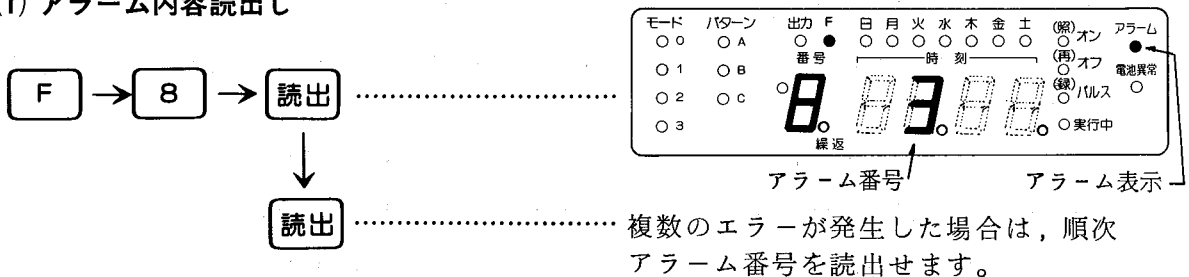 (f) アラーム内容読出し
モード パターン 出力 F 日 月 火 水 木 金 土 (照)オン アラーム
0 A
番号 時刻 (再)オフ 電池異常
1 B
2 C (録)パルス
8 3
3 実行中
繰返
F → 8 → 読出
アラーム番号 アラーム表示
読出 複数のエラーが発生した場合は,順次
アラーム番号を読出せます。